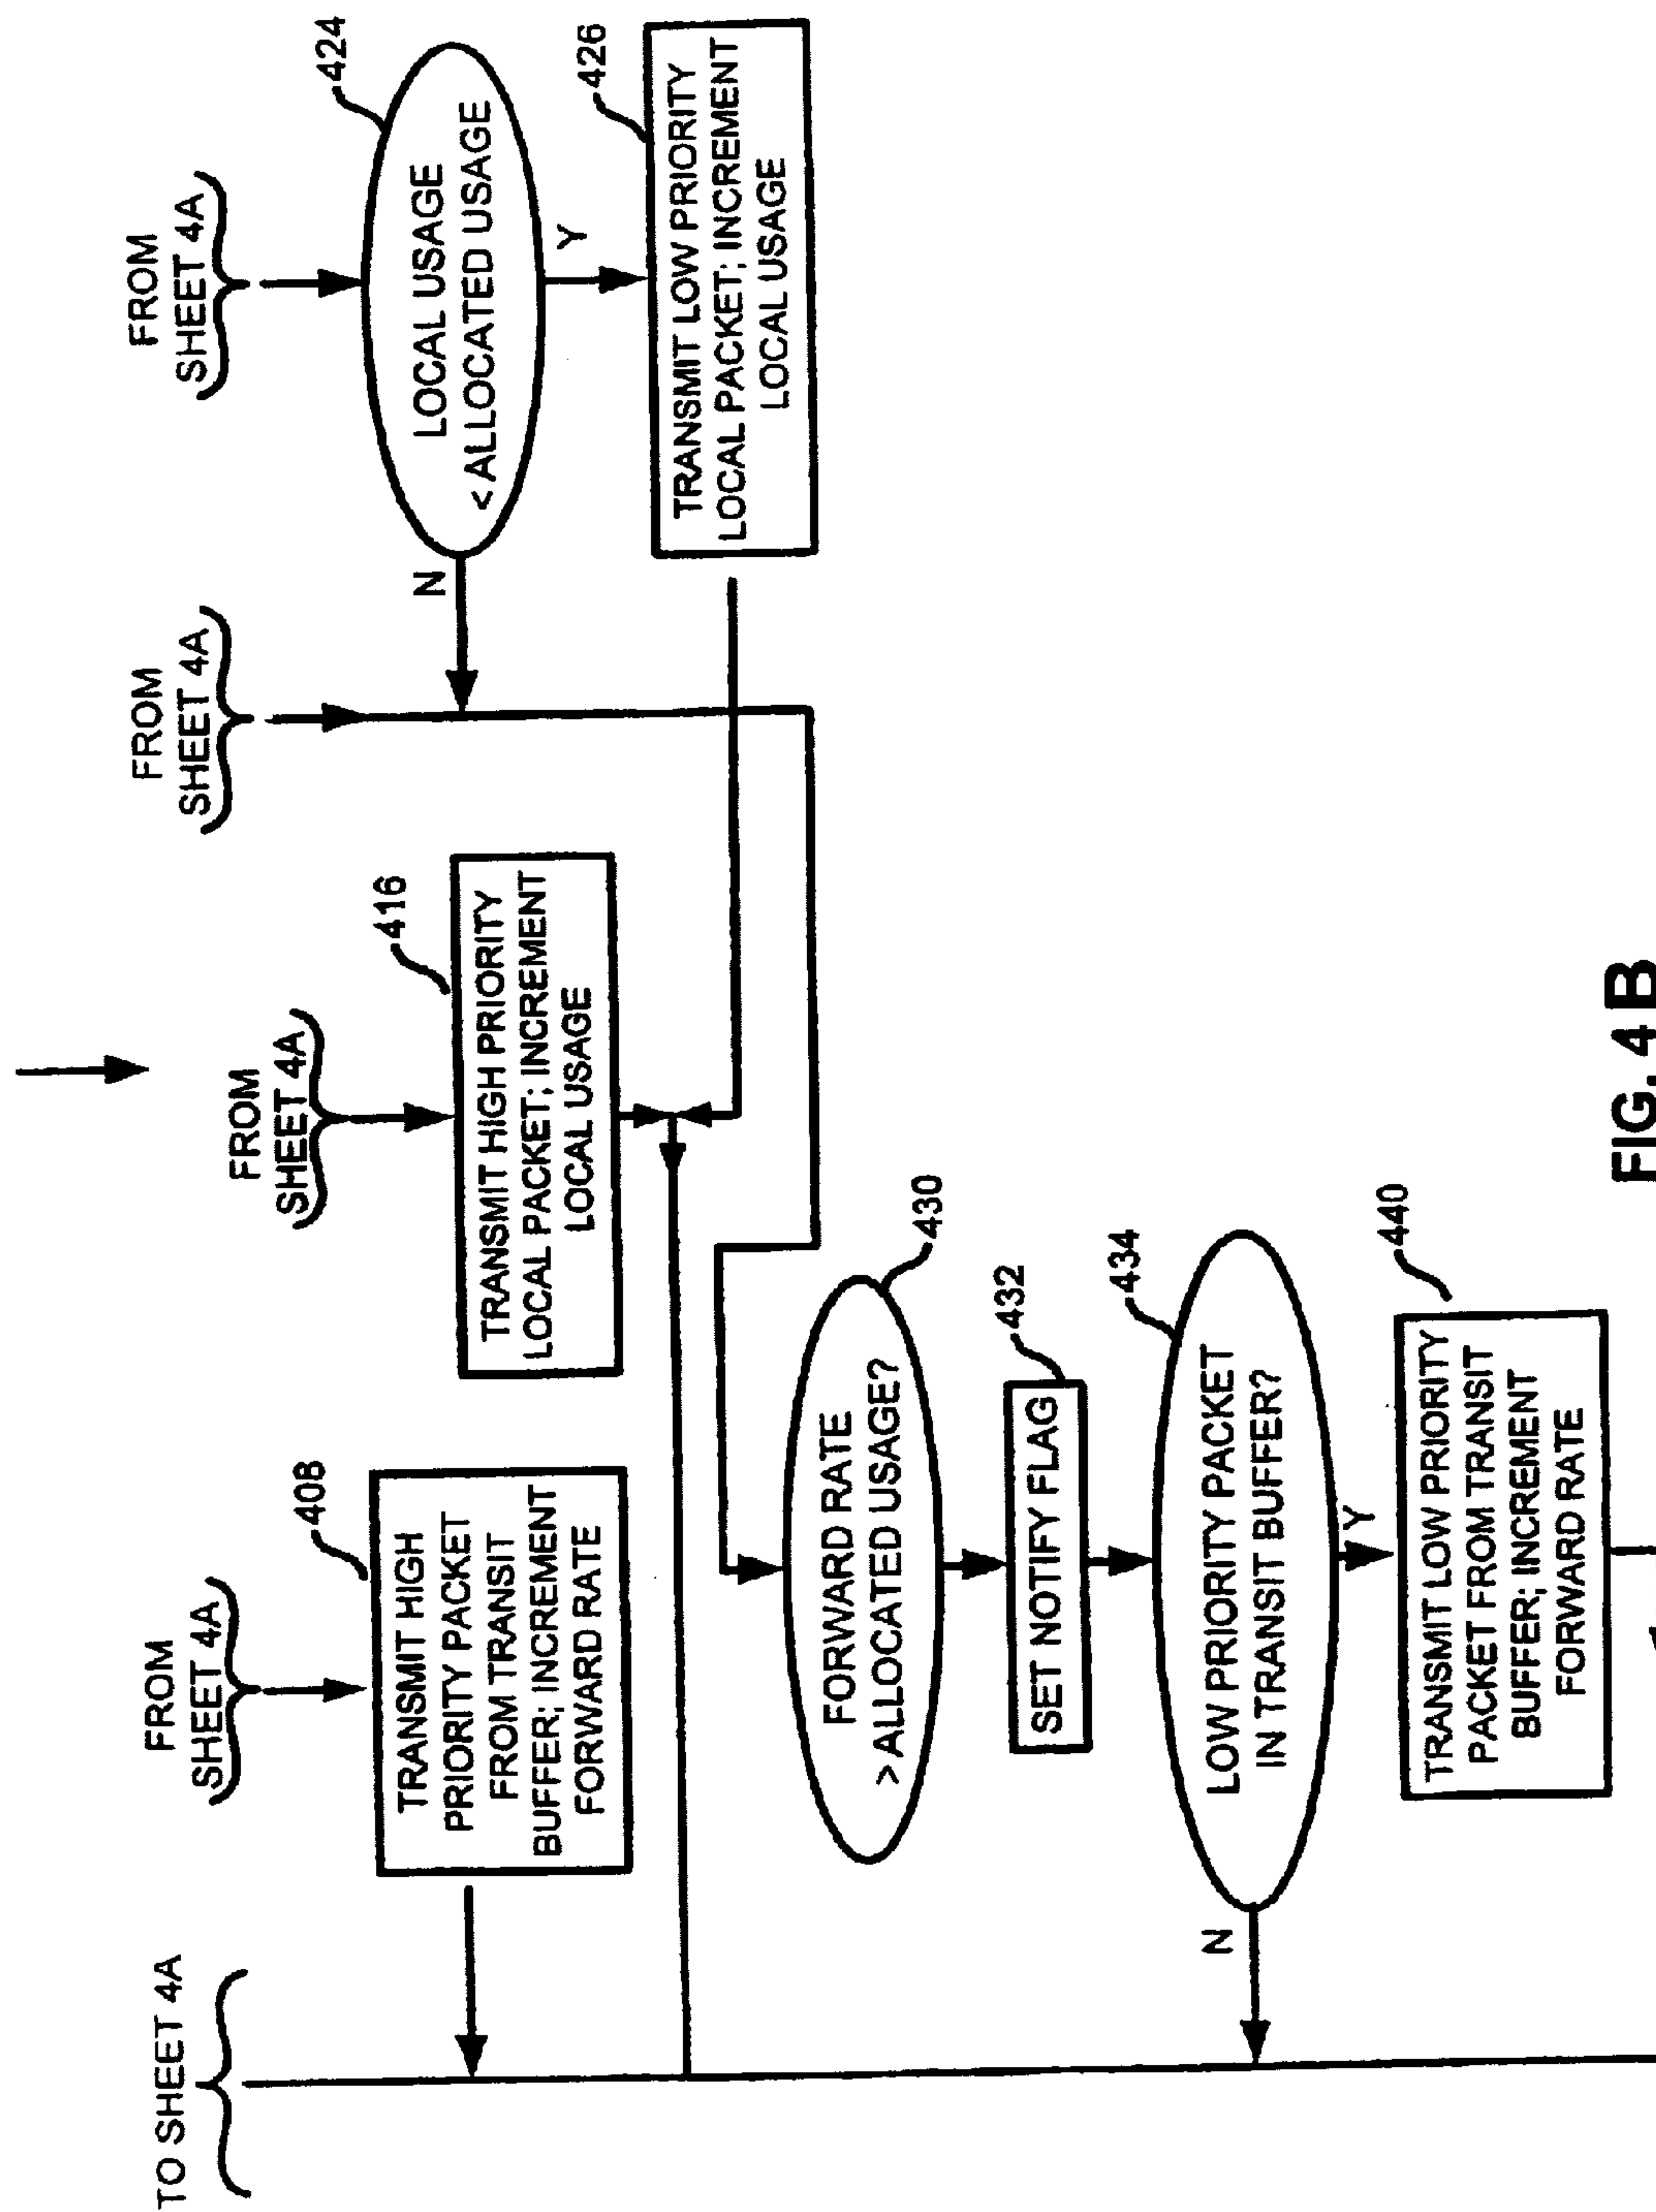 TO SHEET 4A
FROM
SHEET 4A
408
TRANSMIT HIGH
PRIORITY PACKET
FROM TRANSIT
BUFFER; INCREMENT
FORWARD RATE
FROM
SHEET 4A
416
TRANSMIT HIGH PRIORITY
LOCAL PACKET; INCREMENT
LOCAL USAGE
FROM
SHEET 4A
FROM
SHEET 4A
424
LOCAL USAGE
< ALLOCATED USAGE
N
Y
426
TRANSMIT LOW PRIORITY
LOCAL PACKET; INCREMENT
LOCAL USAGE
430
FORWARD RATE
> ALLOCATED USAGE?
432
SET NOTIFY FLAG
434
LOW PRIORITY PACKET
IN TRANSIT BUFFER?
N
Y
440
TRANSMIT LOW PRIORITY
PACKET FROM TRANSIT
BUFFER; INCREMENT
FORWARD RATE
FIG. 4 B